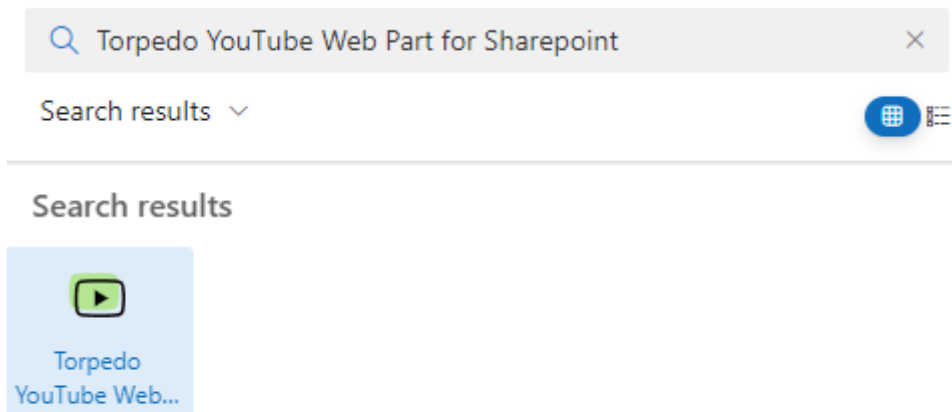 Torpedo YouTube Web Part for Sharepoint
Search results
Search results
Torpedo
YouTube Web...